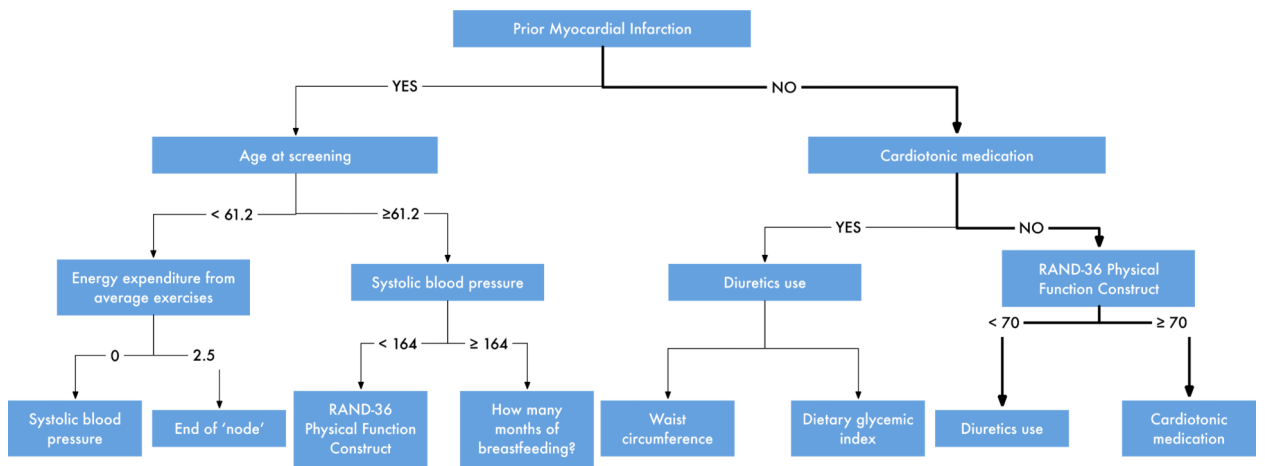 Prior Myocardial Infarction
YES
NO
Age at screening
Cardiotonic medication
< 61.2
≥61.2
YES
NO
Energy expenditure from
average exercises
Systolic blood pressure
Diuretics use
RAND-36 Physical
Function Construct
0
2.5
< 164
≥ 164
< 70
≥ 70
Systolic blood
pressure
End of 'node'
RAND-36
Physical Function
Construct
How many
months of
breastfeeding?
Waist
circumference
Dietary glycemic
index
Diuretics use
Cardiotonic
medication